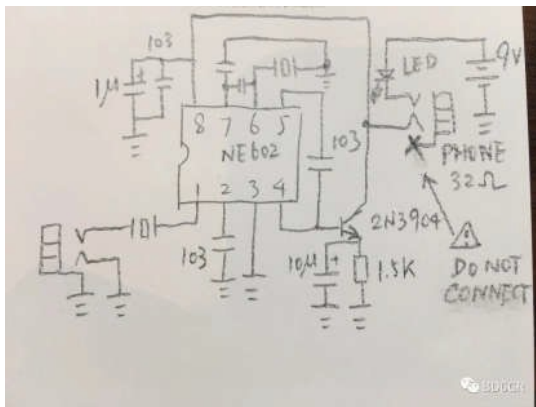 103
1μ
8 7 6 5
NE602
1 2 3 4
103
103
10μ
1.5K
2N3904
LED
9V
PHONE
32Ω
DO NOT
CONNECT
BD6CR